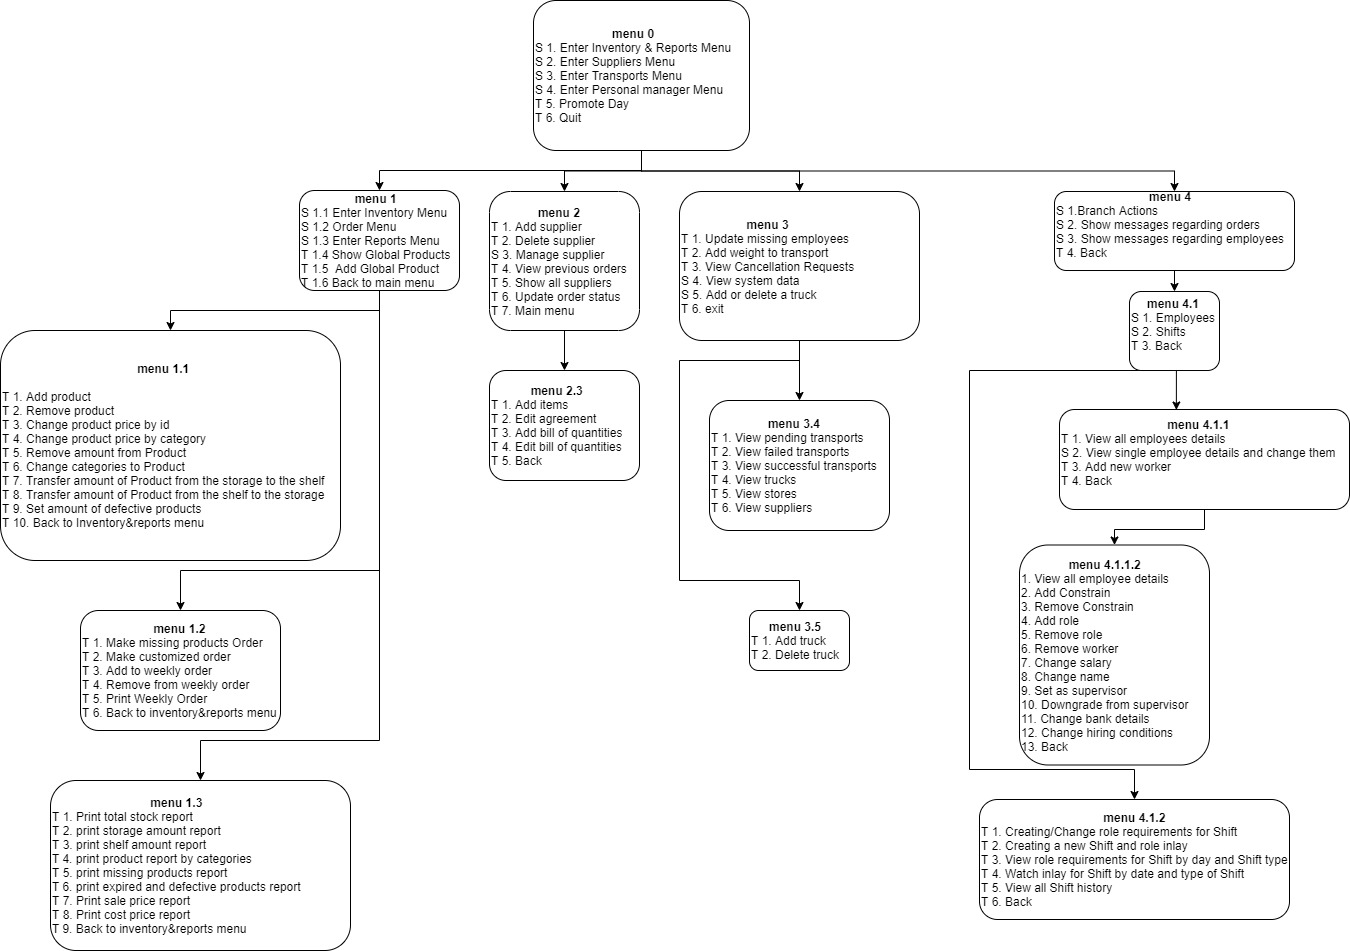 menu 0
S 1. Enter Inventory & Reports Menu
S 2. Enter Suppliers Menu
S 3. Enter Transports Menu
S 4. Enter Personal manager Menu
T 5. Promote Day
T 6. Quit
menu 1
S 1.1 Enter Inventory Menu
S 1.2 Order Menu
S 1.3 Enter Reports Menu
T 1.4 Show Global Products
T 1.5  Add Global Product
T 1.6 Back to main menu
menu 2
T 1. Add supplier
T 2. Delete supplier
S 3. Manage supplier
T 4. View previous orders
T 5. Show all suppliers
T 6. Update order status
T 7. Main menu
menu 3
T 1. Update missing employees
T 2. Add weight to transport
T 3. View Cancellation Requests
S 4. View system data
S 5. Add or delete a truck
T 6. exit
menu 4
S 1.Branch Actions
S 2. Show messages regarding orders
S 3. Show messages regarding employees
T 4. Back
menu 4.1
S 1. Employees
S 2. Shifts
T 3. Back
menu 1.1
T 1. Add product
T 2. Remove product
T 3. Change product price by id
T 4. Change product price by category
T 5. Remove amount from Product
T 6. Change categories to Product
T 7. Transfer amount of Product from the storage to the shelf
T 8. Transfer amount of Product from the shelf to the storage
T 9. Set amount of defective products
T 10. Back to Inventory&reports menu
menu 2.3
T 1. Add items
T 2. Edit agreement
T 3. Add bill of quantities
T 4. Edit bill of quantities
T 5. Back
menu 3.4
T 1. View pending transports
T 2. View failed transports
T 3. View successful transports
T 4. View trucks
T 5. View stores
T 6. View suppliers
menu 4.1.1
T 1. View all employees details
S 2. View single employee details and change them
T 3. Add new worker
T 4. Back
menu 4.1.1.2
1. View all employee details
2. Add Constrain
3. Remove Constrain
4. Add role
5. Remove role
6. Remove worker
7. Change salary
8. Change name
9. Set as supervisor
10. Downgrade from supervisor
11. Change bank details
12. Change hiring conditions
13. Back
menu 1.2
T 1. Make missing products Order
T 2. Make customized order
T 3. Add to weekly order
T 4. Remove from weekly order
T 5. Print Weekly Order
T 6. Back to inventory&reports menu
menu 3.5
T 1. Add truck
T 2. Delete truck
menu 1.3
T 1. Print total stock report
T 2. print storage amount report
T 3. print shelf amount report
T 4. print product report by categories
T 5. print missing products report
T 6. print expired and defective products report
T 7. Print sale price report
T 8. Print cost price report
T 9. Back to inventory&reports menu
menu 4.1.2
T 1. Creating/Change role requirements for Shift
T 2. Creating a new Shift and role inlay
T 3. View role requirements for Shift by day and Shift type
T 4. Watch inlay for Shift by date and type of Shift
T 5. View all Shift history
T 6. Back